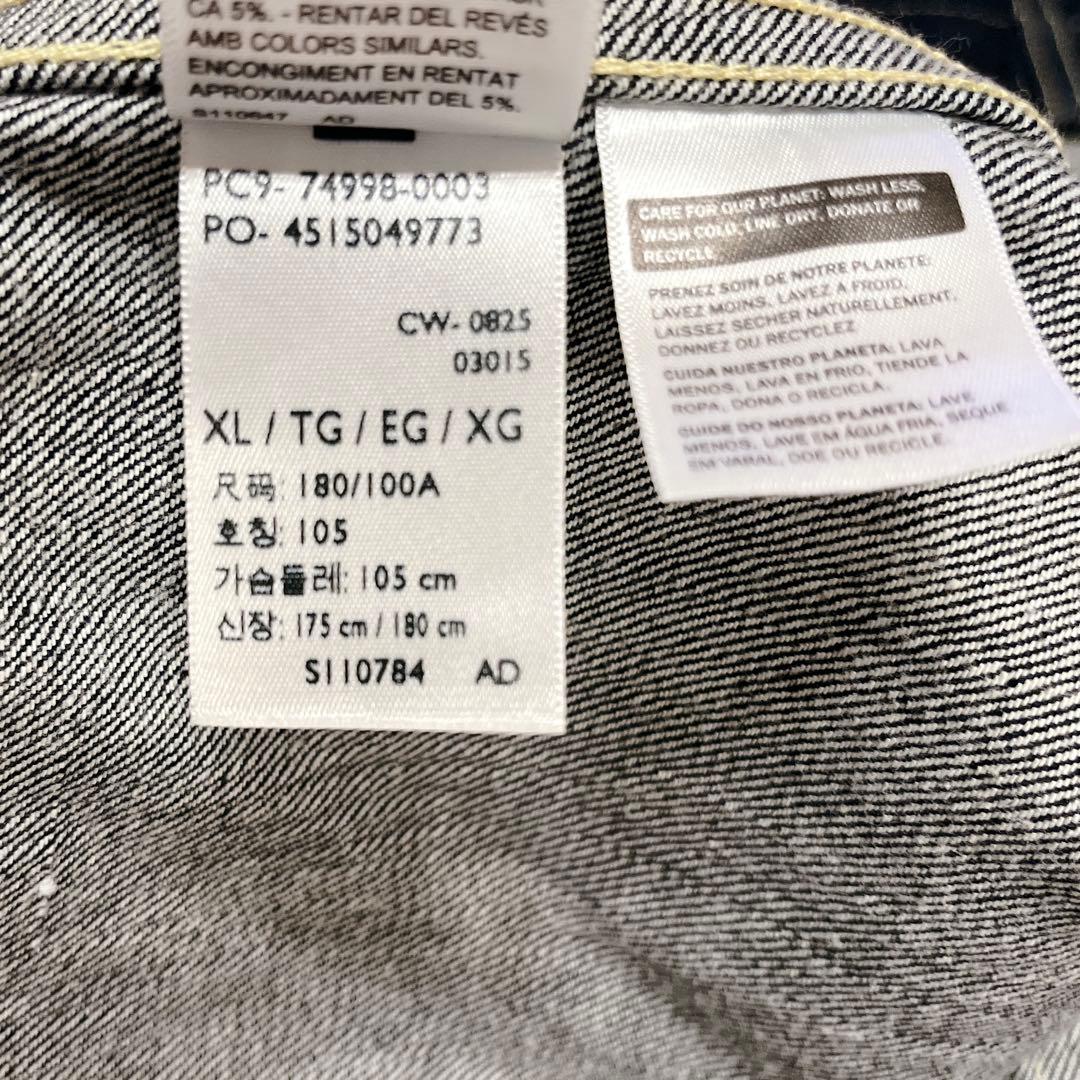 CA 5%. - RENTAR DEL REVÉS
AMB COLORS SIMILARS.
ENCONGIMENT EN RENTAT
APROXIMADAMENT DEL 5%.
S110647 AD
PC9- 74998-0003
PO- 4515049773
CW- 0825
03015
XL / TG / EG / XG
尺码: 180/100A
호칭: 105
가슴둘레: 105 cm
신장: 175 cm / 180 cm
S110784 AD
CARE FOR OUR PLANET: WASH LESS,
WASH COLD, LINE DRY, DONATE OR
RECYCLE.
PRENEZ SOIN DE NOTRE PLANETE:
LAVEZ MOINS, LAVEZ A FROID,
LAISSEZ SECHER NATURELLEMENT,
DONNEZ OU RECYCLEZ
CUIDA NUESTRO PLANETA: LAVA
MENOS, LAVA EN FRIO, TIENDE LA
ROPA, DONA O RECICLA.
CUIDE DO NOSSO PLANETA: LAVE
MENOS, LAVE EM ÁGUA FRIA, SEQUE
EM VARAL, DOE OU RECICLE.